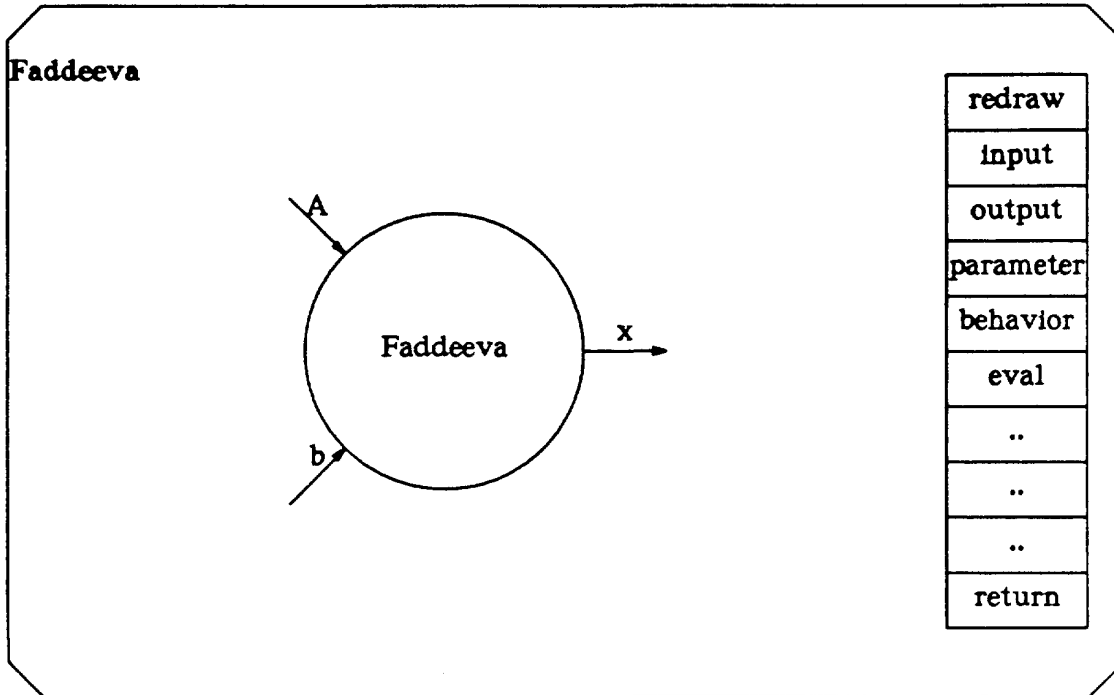 Faddeeva
A
b
Faddeeva
x
redraw
input
output
parameter
behavior
eval
..
..
..
return